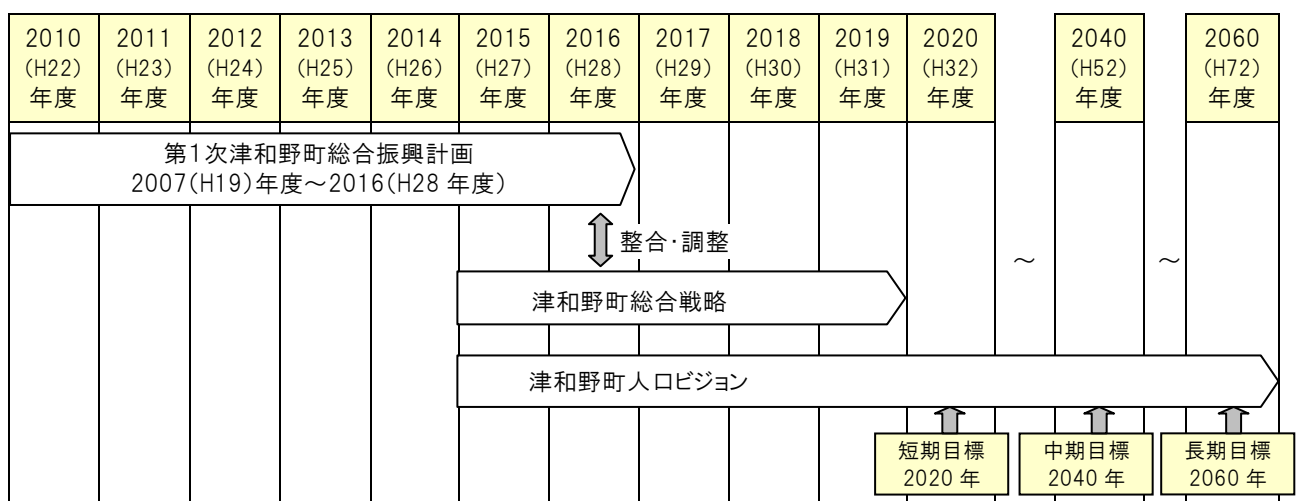 2010
(H22)
年度
2011
(H23)
年度
2012
(H24)
年度
2013
(H25)
年度
2014
(H26)
年度
2015
(H27)
年度
2016
(H28)
年度
2017
(H29)
年度
2018
(H30)
年度
2019
(H31)
年度
2020
(H32)
年度
2040
(H52)
年度
2060
(H72)
年度
第1次津和野町総合振興計画
2007(H19)年度～2016(H28 年度)
整合・調整
～
～
津和野町総合戦略
津和野町人口ビジョン
短期目標
2020 年
中期目標
2040 年
長期目標
2060 年